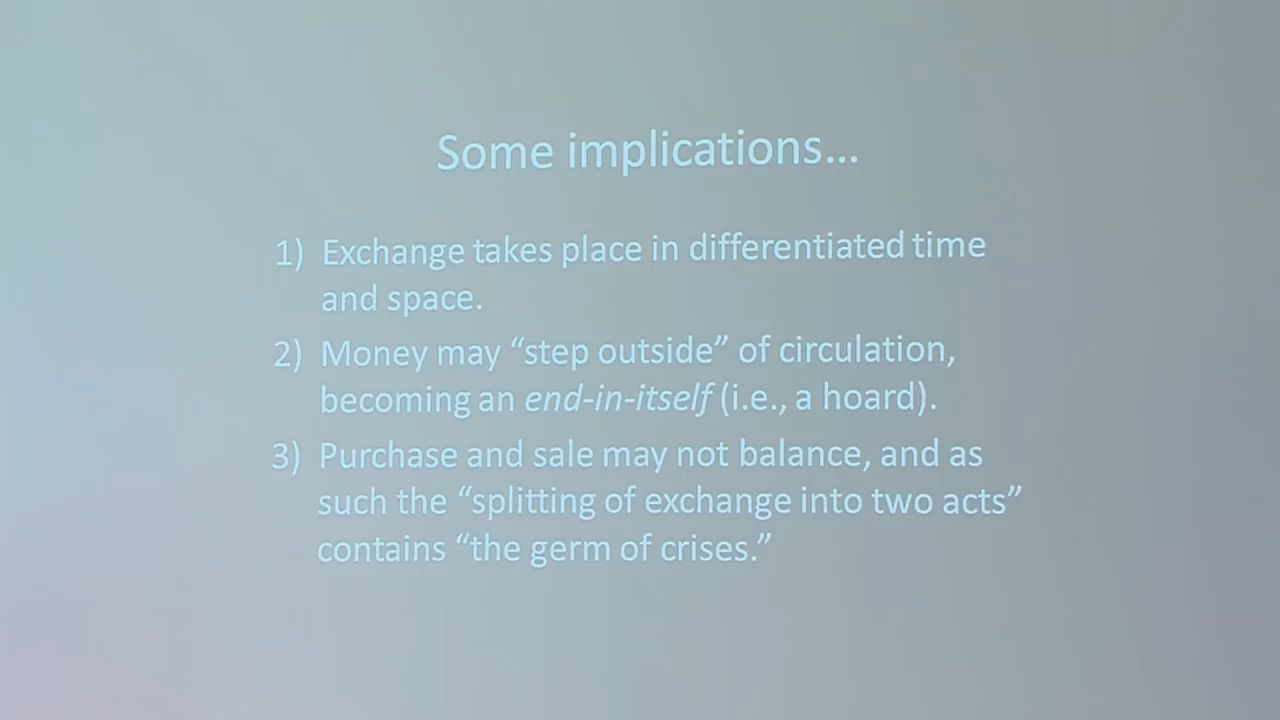 Some implications...
1) Exchange takes place in differentiated time
and space.
2) Money may “step outside” of circulation,
becoming an end-in-itself (i.e., a hoard).
3) Purchase and sale may not balance, and as
such the “splitting of exchange into two acts”
contains “the germ of crises.”